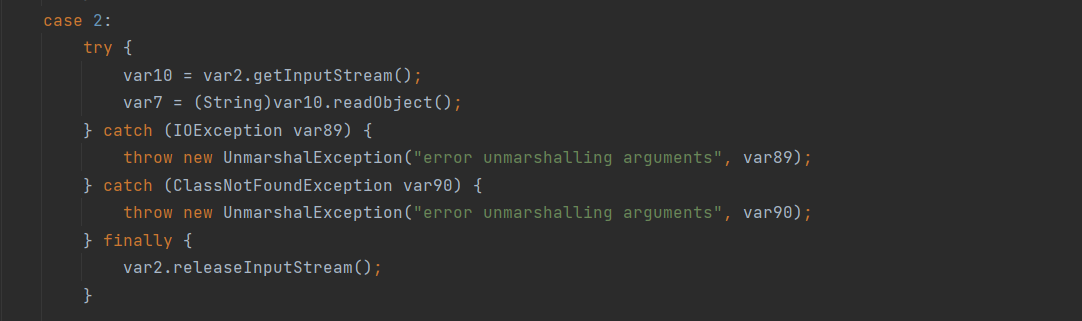 case 2:
try {
var10 = var2.getInputStream();
var7 = (String)var10.readObject();
} catch (IOException var89) {
throw new UnmarshalException("error unmarshalling arguments", var89);
} catch (ClassNotFoundException var90) {
throw new UnmarshalException("error unmarshalling arguments", var90);
} finally {
var2.releaseInputStream();
}